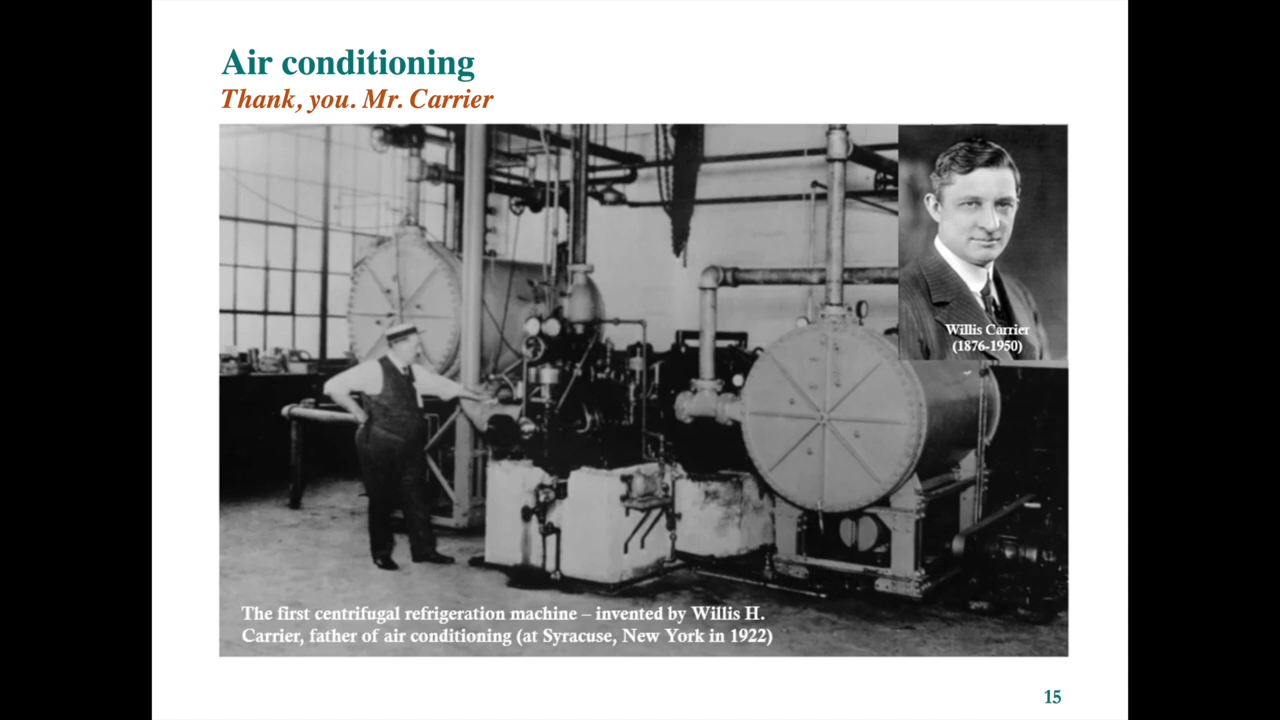 Air conditioning
Thank, you. Mr. Carrier
Willis Carrier
(1876-1950)
The first centrifugal refrigeration machine – invented by Willis H.
Carrier, father of air conditioning (at Syracuse, New York in 1922)
15